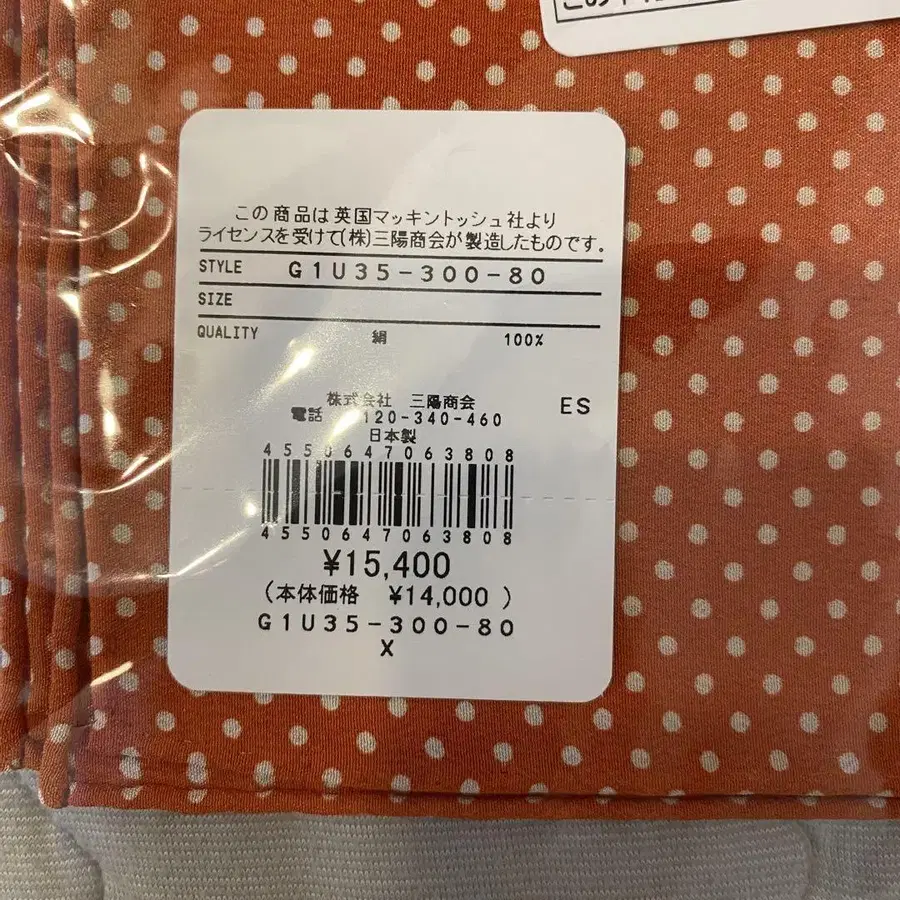 この商品は英国マッキントッシュ社より
ライセンスを受けて(株)三陽商会が製造したものです。
STYLE G1U35-300-80
SIZE
QUALITY 絹 100%
株式会社 三陽商会 ES
電話 120-340-460
日本製
4550647063808
4550647063808
¥15,400
(本体価格 ¥14,000 )
G1U35-300-80
X